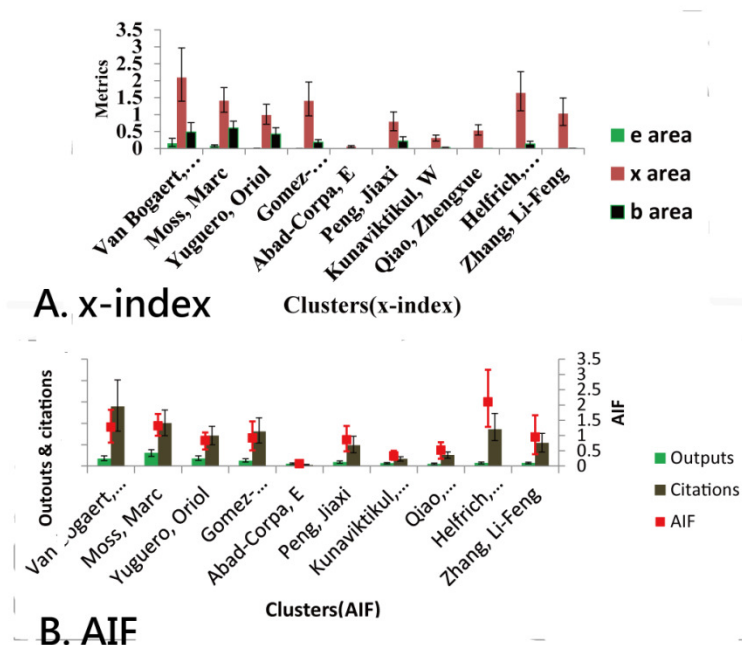 3.5
3
2.5
2
1.5
1
0.5
0
Metrics
e area
x area
b area
Van Bogaert,...
Moss, Marc
Yuguero, Oriol
Gomez-...
Abad-Corpa, E
Peng, Jiaxi
Kunaviktikul, W
Qiao, Zhengxue
Helfrich,...
Zhang, Li-Feng
A. x-index
Clusters(x-index)
Outouts & citations
3.5
3
2.5
2
1.5
1
0.5
0
AIF
Outputs
Citations
AIF
Van Bogaert,...
Moss, Marc
Yuguero, Oriol
Gomez-...
Abad-Corpa, E
Peng, Jiaxi
Kunaviktikul,...
Qiao,...
Helfrich,...
Zhang, Li-Feng
Clusters(AIF)
B. AIF